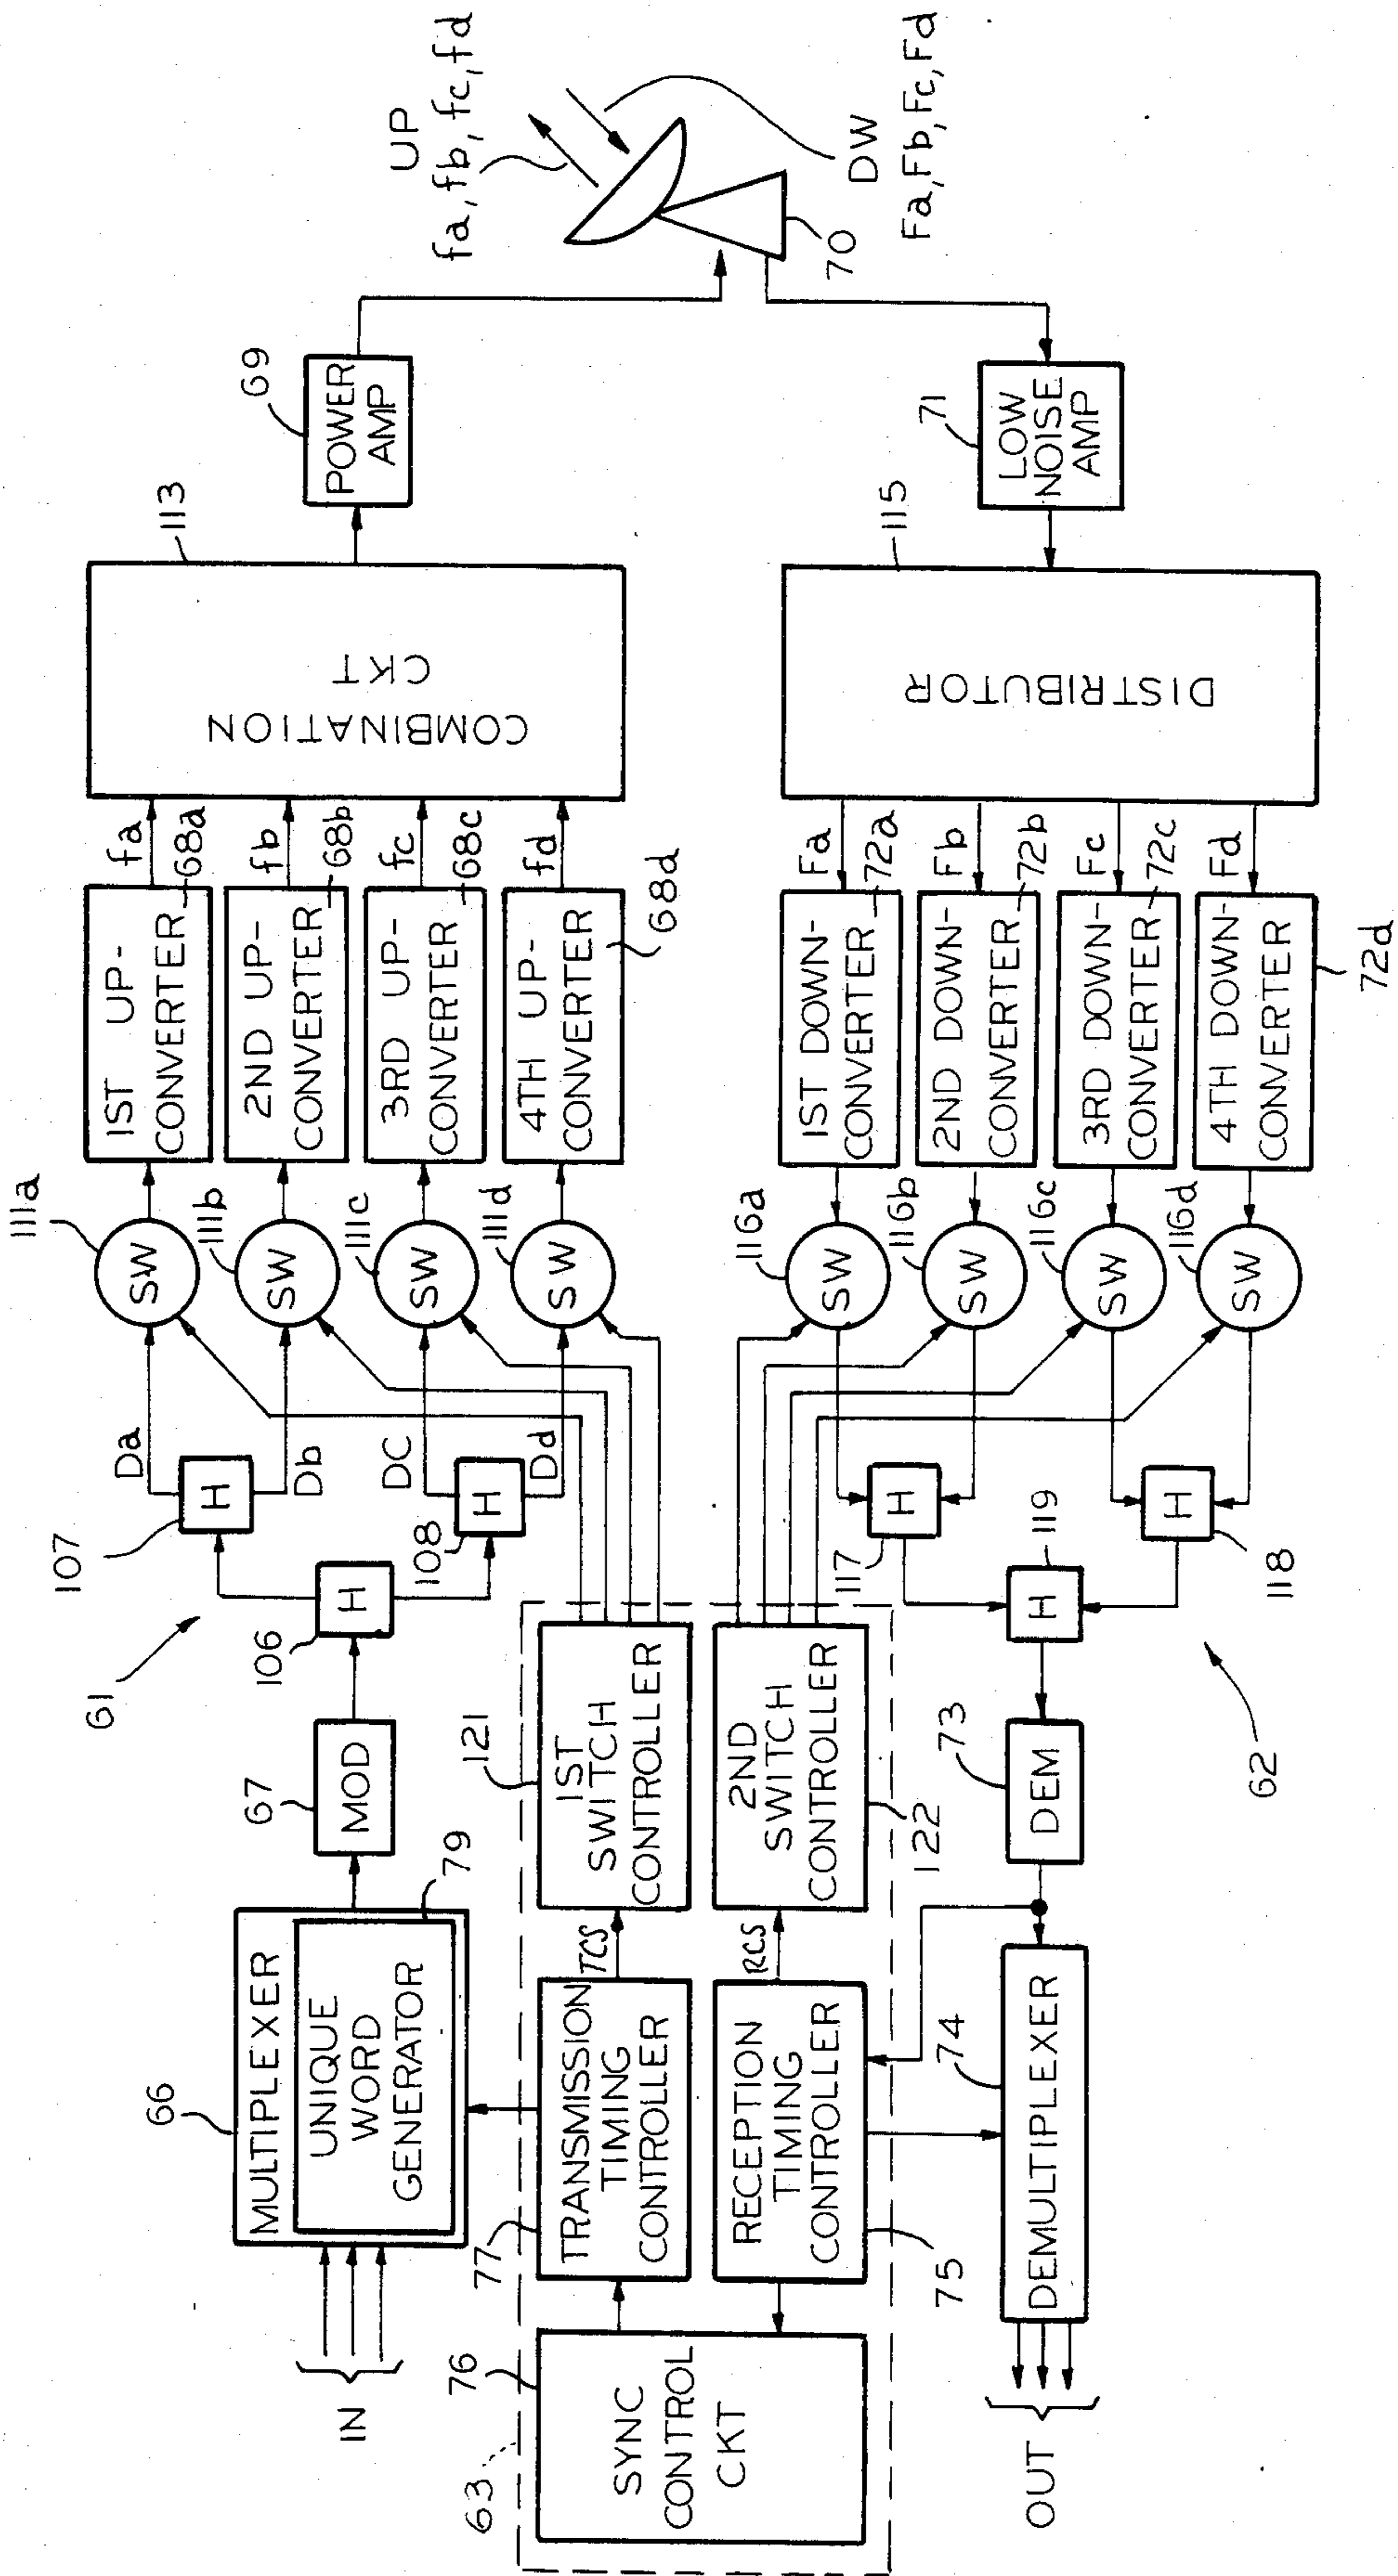 61
IN
66
MULTIPLEXER
UNIQUE
WORD
GENERATOR
79
67
MOD
106
H
107
H
Da
Db
108
H
DC
Dd
111a
SW
111b
SW
111c
SW
111d
SW
1ST UP-
CONVERTER
68a
fa
2ND UP-
CONVERTER
68b
fb
3RD UP-
CONVERTER
68c
fc
4TH UP-
CONVERTER
68d
fd
113
COMBINATION
CKT
69
POWER
AMP
UP
fa, fb, fc, fd
DW
Fa, Fb, Fc, Fd
70
63
76
SYNC
CONTROL
CKT
77
TRANSMISSION
TIMING
CONTROLLER
TCS
121
1ST
SWITCH
CONTROLLER
RECEPTION
TIMING
CONTROLLER
75
RCS
2ND
SWITCH
CONTROLLER
122
71
LOW
NOISE
AMP
115
DISTRIBUTOR
Fa
72a
1ST DOWN-
CONVERTER
Fb
72b
2ND DOWN-
CONVERTER
Fc
72c
3RD DOWN-
CONVERTER
Fd
72d
4TH DOWN-
CONVERTER
116a
SW
116b
SW
116c
SW
116d
SW
117
H
118
H
119
H
73
DEM
74
DEMULTIPLEXER
OUT
62